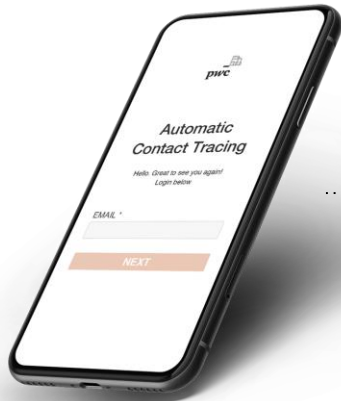 pwc
Automatic
Contact Tracing
Hello. Great to see you again!
Login below
EMAIL *
NEXT
..